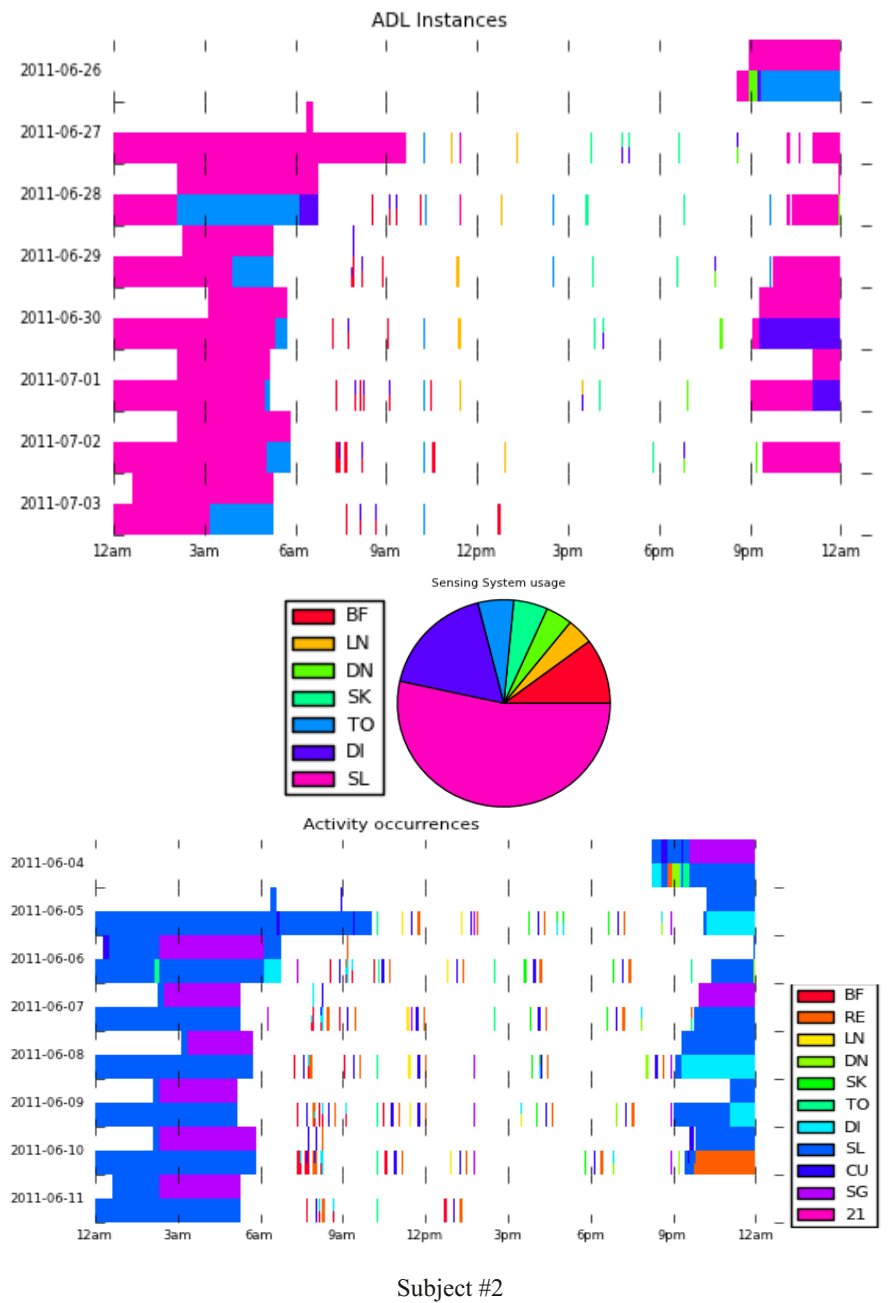 ADL Instances
2011-06-26
2011-06-27
2011-06-28
2011-06-29
2011-06-30
2011-07-01
2011-07-02
2011-07-03
12am 3am 6am 9am 12pm 3pm 6pm 9pm 12am
Sensing System usage
BF
LN
DN
SK
TO
DI
SL
Activity occurrences
2011-06-04
2011-06-05
2011-06-06
2011-06-07
2011-06-08
2011-06-09
2011-06-10
2011-06-11
12am 3am 6am 9am 12pm 3pm 6pm 9pm 12am
BF
RE
LN
DN
SK
TO
DI
SL
CU
SG
21
Subject #2